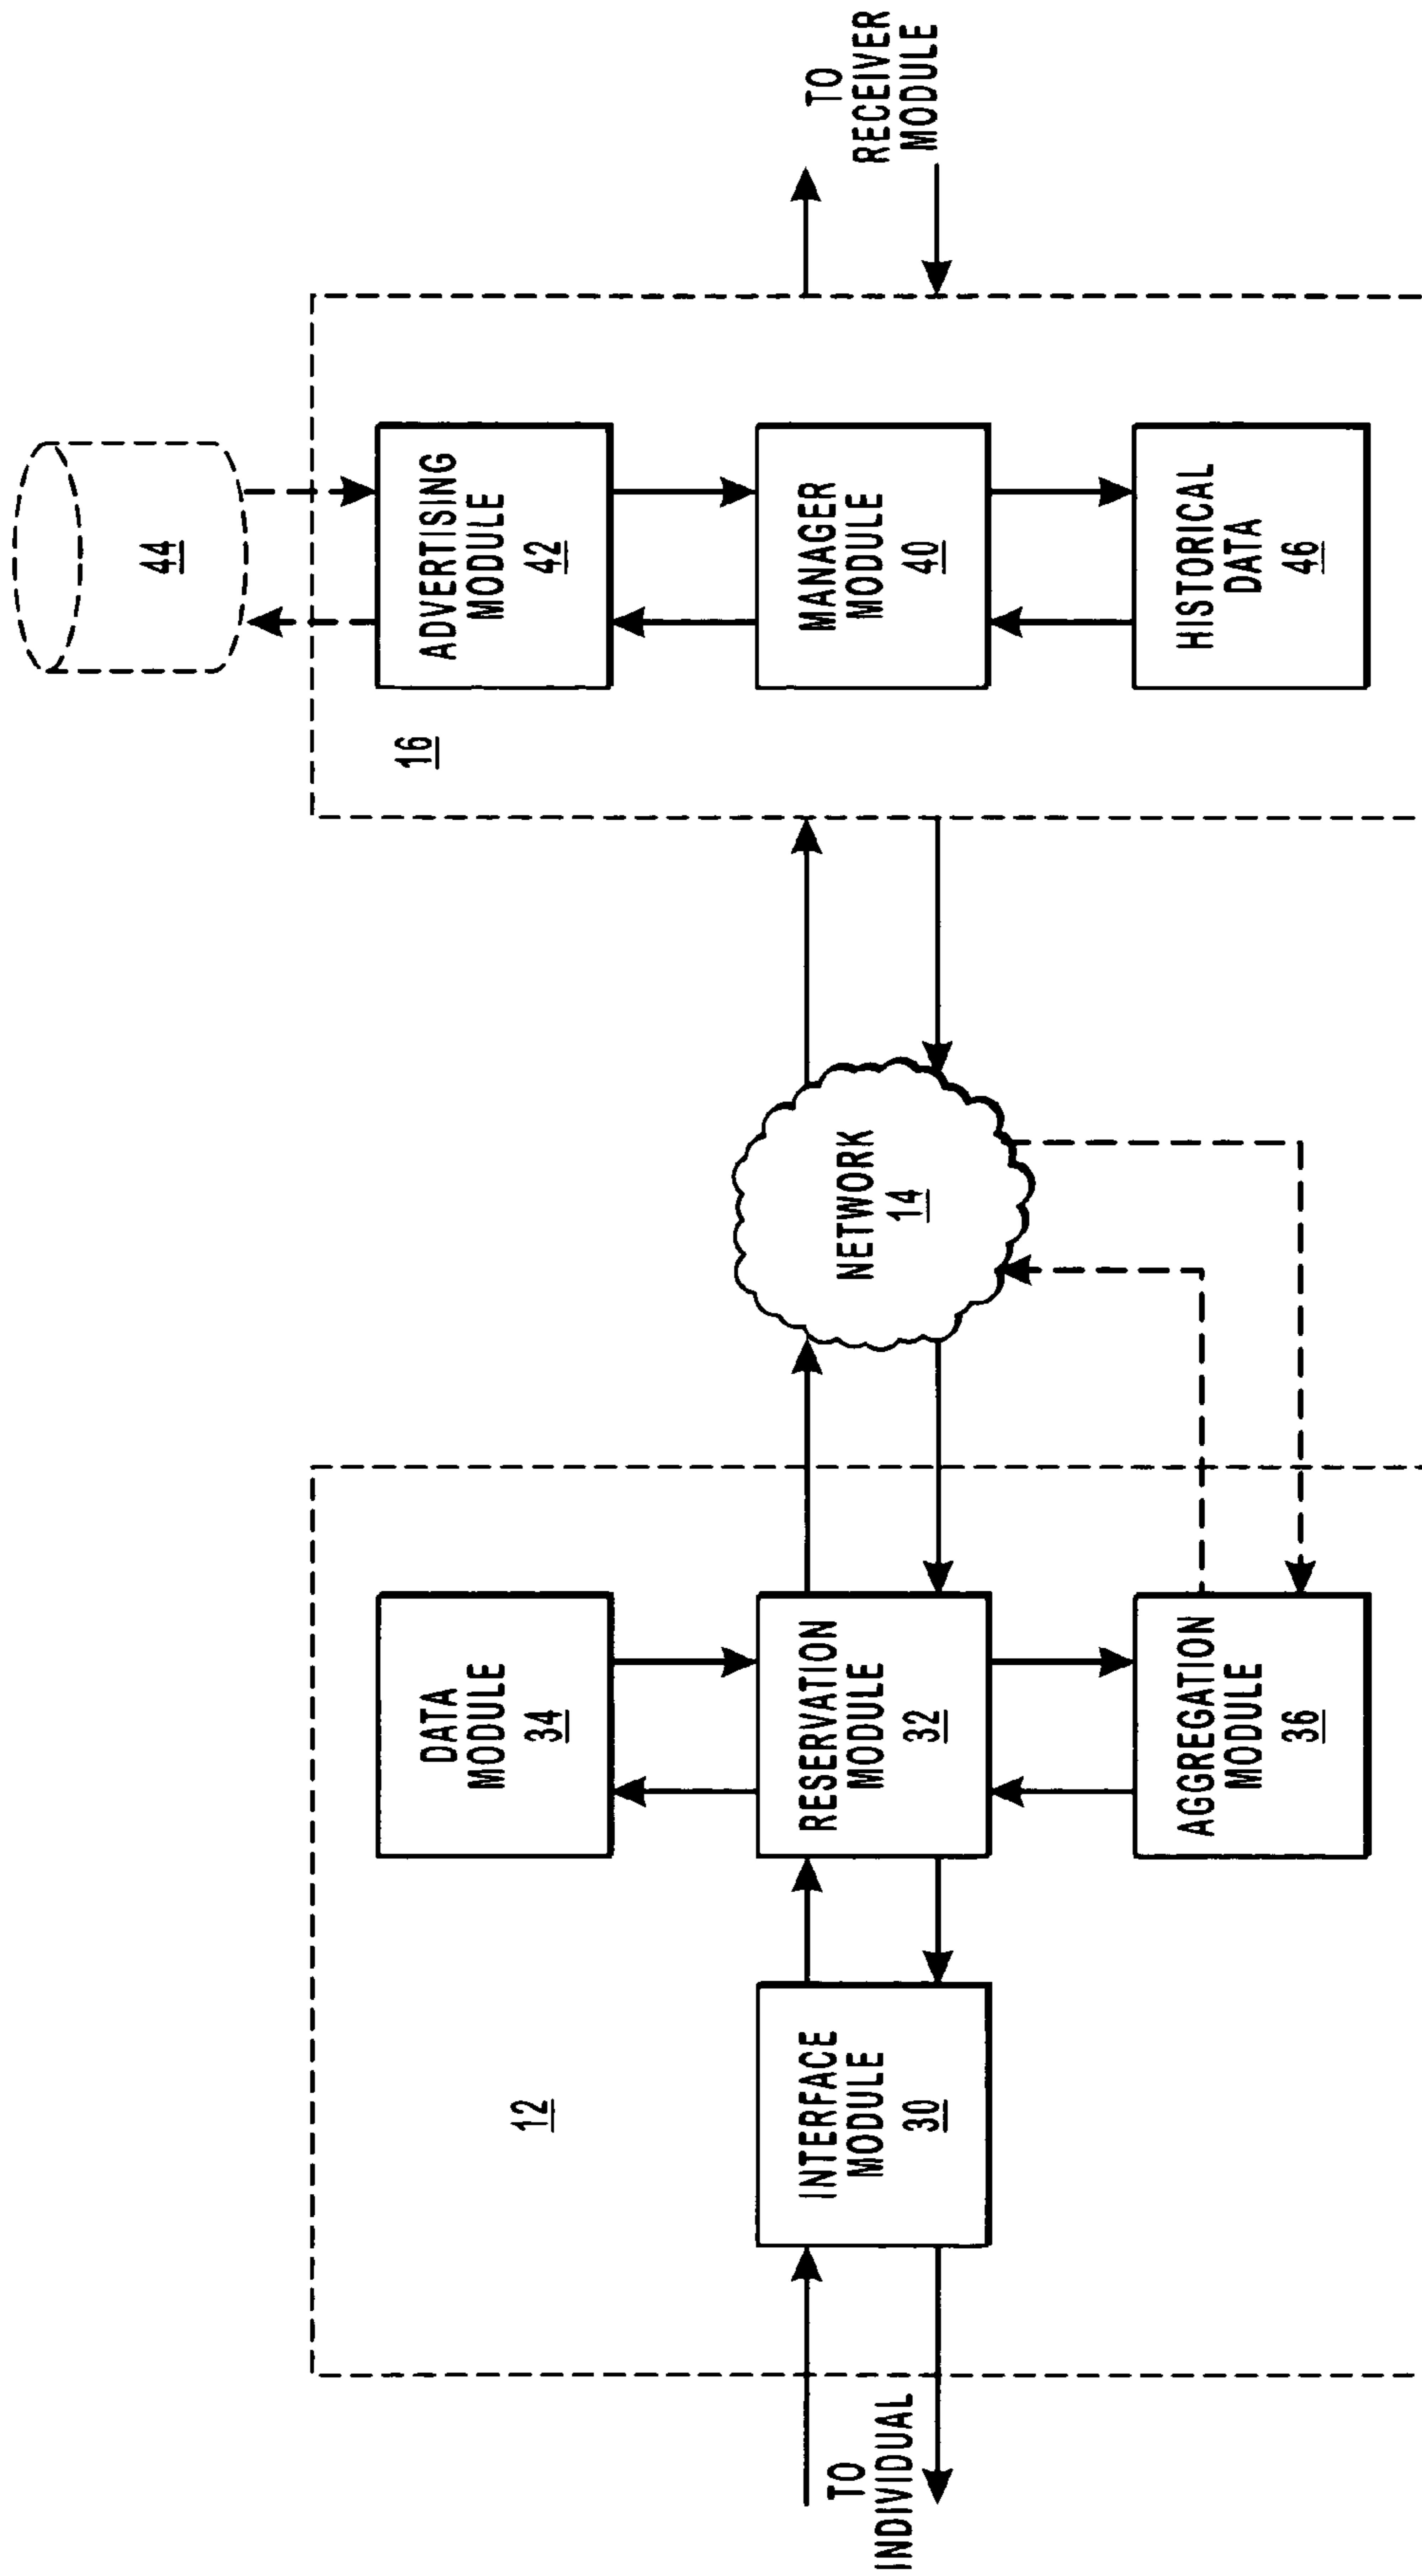 44
ADVERTISING
MODULE
42
16
MANAGER
MODULE
40
HISTORICAL
DATA
46
TO
RECEIVER
MODULE
NETWORK
14
DATA
MODULE
34
RESERVATION
MODULE
32
AGGREGATION
MODULE
36
12
INTERFACE
MODULE
30
TO
INDIVIDUAL